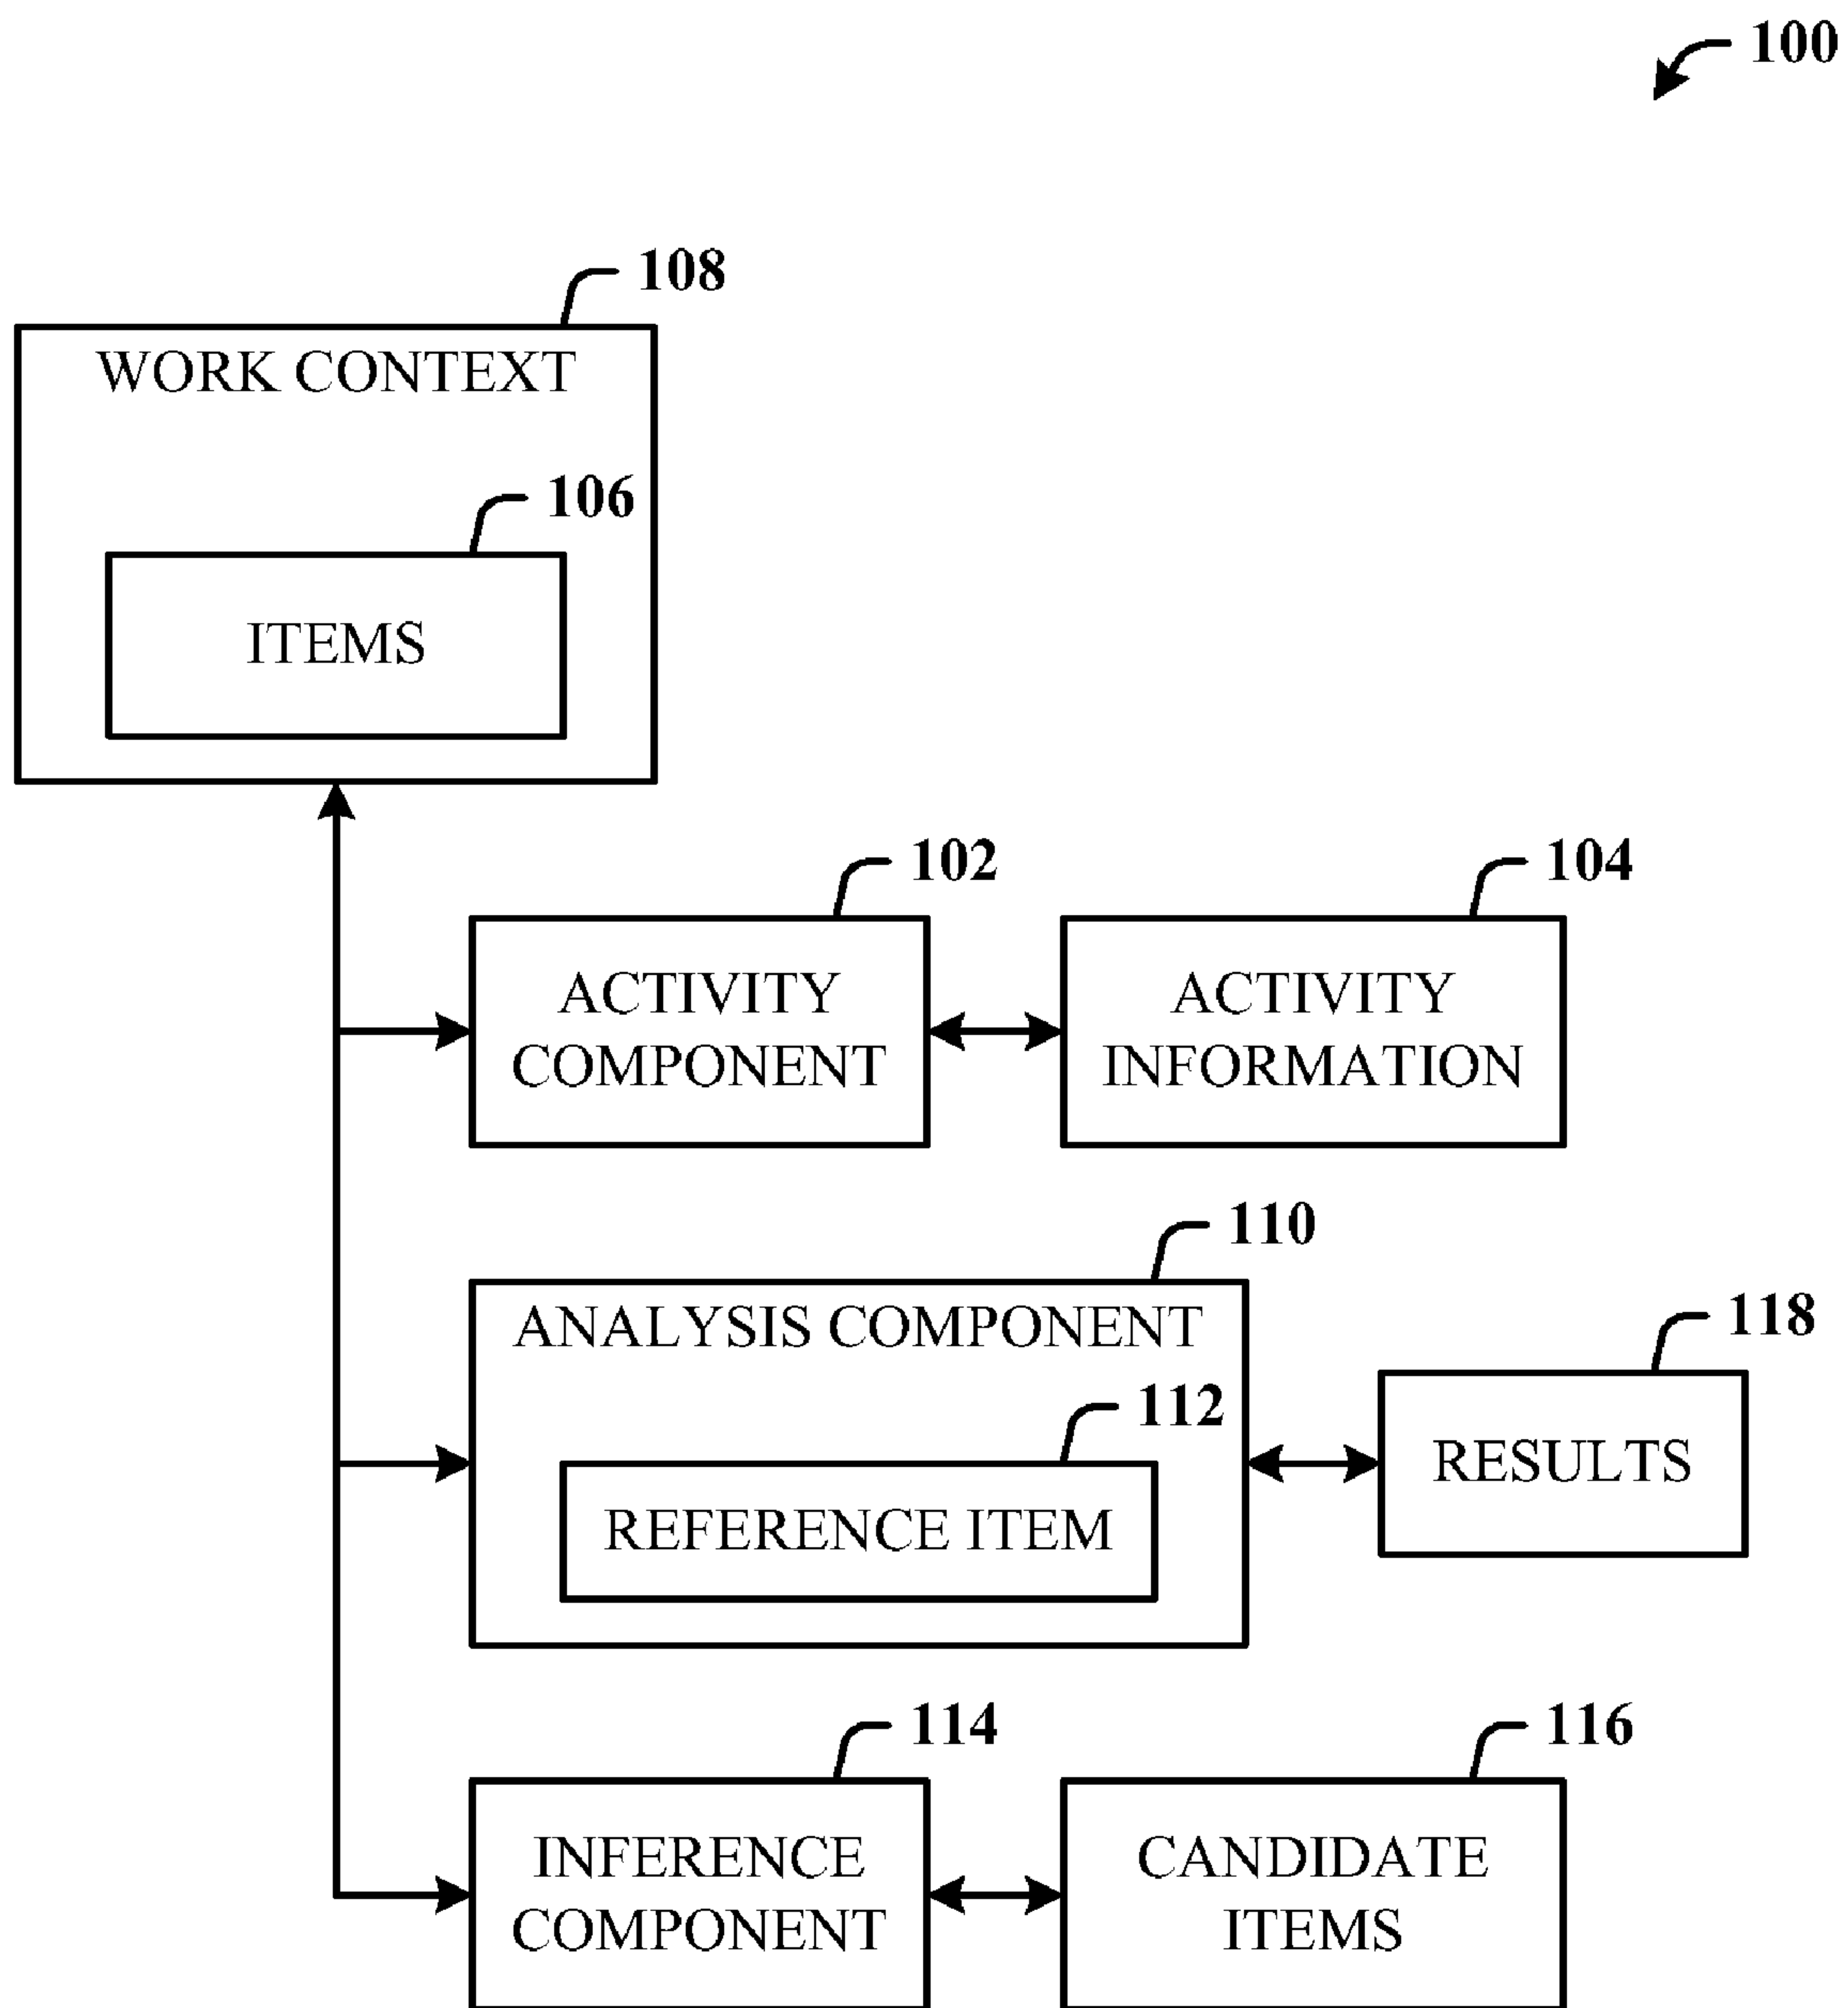 100
108
WORK CONTEXT
106
ITEMS
102
104
ACTIVITY
COMPONENT
ACTIVITY
INFORMATION
110
ANALYSIS COMPONENT
118
112
REFERENCE ITEM
RESULTS
114
116
INFERENCE
COMPONENT
CANDIDATE
ITEMS